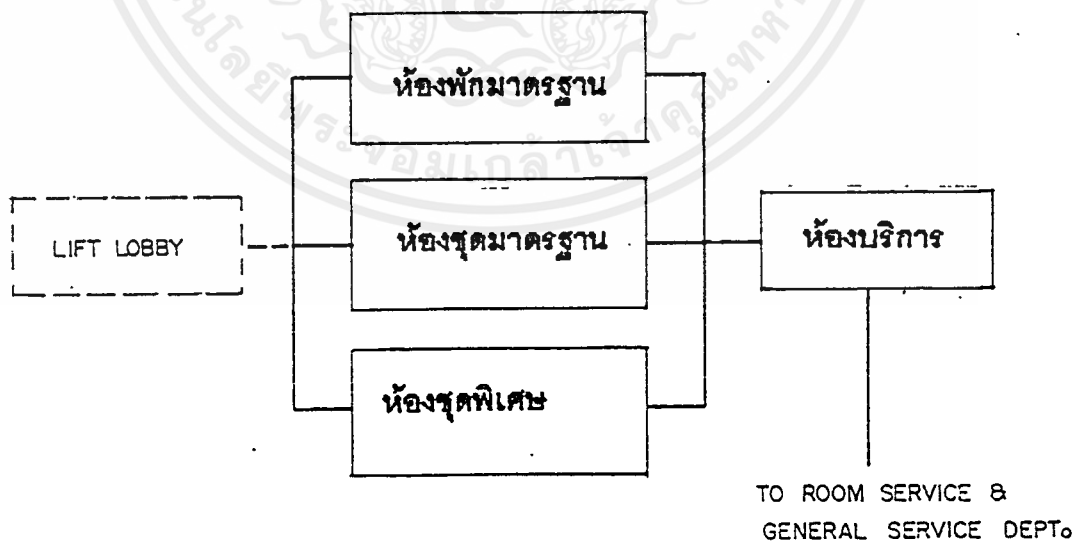 ห้องพักมาตรฐาน
LIFT LOBBY
ห้องชุดมาตรฐาน
ห้องบริการ
ห้องชุดพิเศษ
TO ROOM SERVICE &
GENERAL SERVICE DEPT.